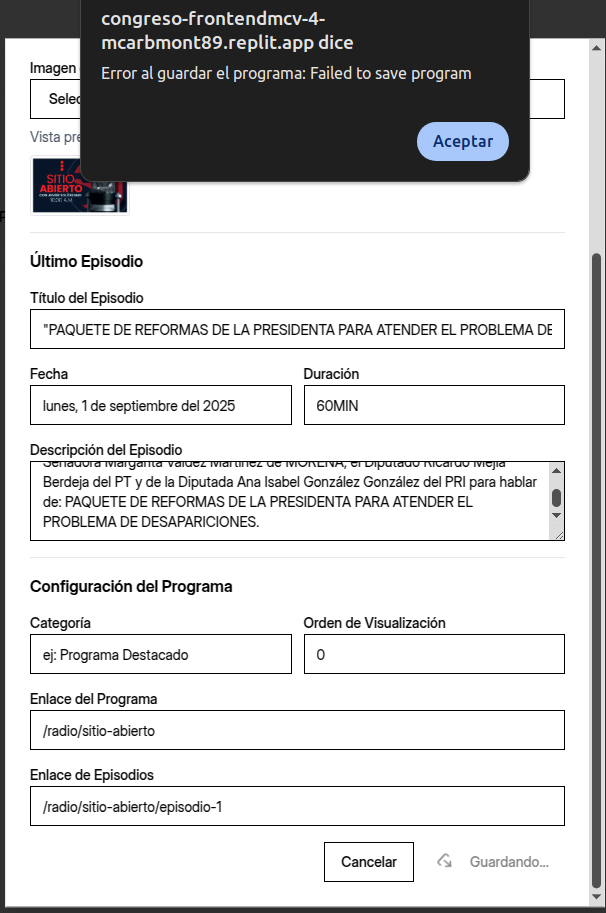 congreso-frontendmcv-4-
mcarbmont89.replit.app dice
Error al guardar el programa: Failed to save program
Aceptar
Imagen
Selec
Vista pre
SITIO
ABIERTO
10:00 A.M.
Último Episodio
Título del Episodio
"PAQUETE DE REFORMAS DE LA PRESIDENTA PARA ATENDER EL PROBLEMA DE
Fecha
Duración
lunes, 1 de septiembre del 2025
60MIN
Descripción del Episodio
Senadora Margarita Valdez Martínez de MORENA, el Diputado Ricardo Mejía
Berdeja del PT y de la Diputada Ana Isabel González González del PRI para hablar
de: PAQUETE DE REFORMAS DE LA PRESIDENTA PARA ATENDER EL
PROBLEMA DE DESAPARICIONES.
Configuración del Programa
Categoría
Orden de Visualización
ej: Programa Destacado
0
Enlace del Programa
/radio/sitio-abierto
Enlace de Episodios
/radio/sitio-abierto/episodio-1
Cancelar
Guardando...